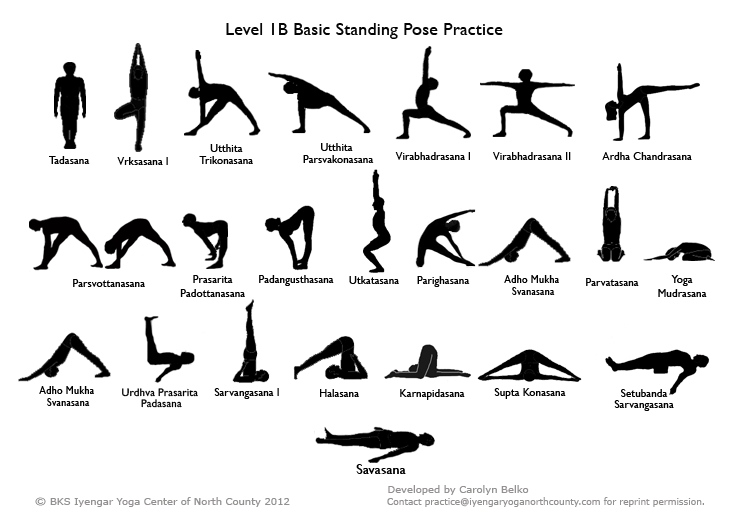 Level 1B Basic Standing Pose Practice
Tadasana
Vrksasana I
Utthita
Trikonasana
Utthita
Parsvakonasana
Virabhadrasana I
Virabhadrasana II
Ardha Chandrasana
Parsvottanasana
Prasarita
Padottanasana
Padangusthasana
Utkatasana
Parighasana
Adho Mukha
Svanasana
Parvatasana
Yoga
Mudrasana
Adho Mukha
Svanasana
Urdhva Prasarita
Padasana
Sarvangasana I
Halasana
Karnapidasana
Supta Konasana
Setubanda
Sarvangasana
Savasana
© BKS Iyengar Yoga Center of North County 2012
Developed by Carolyn Belko
Contact practice@iyengaryoganorthcounty.com for reprint permission.